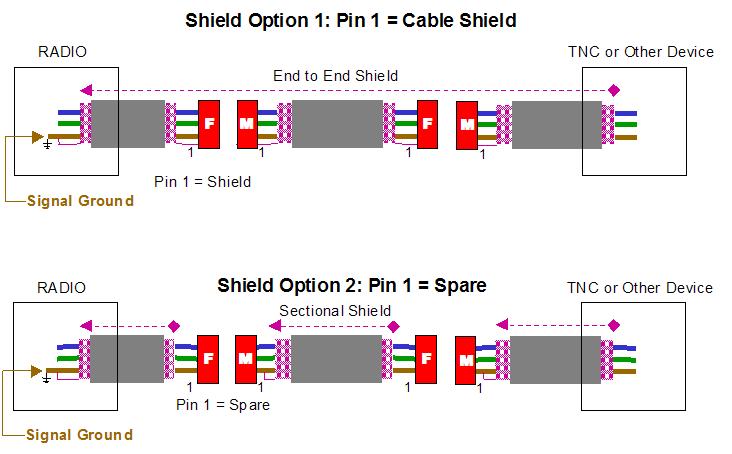 Shield Option 1: Pin 1 = Cable Shield
RADIO
TNC or Other Device
End to End Shield
F
M
F
M
1
1
1
1
Pin 1 = Shield
Signal Ground
Shield Option 2: Pin 1 = Spare
RADIO
TNC or Other Device
Sectional Shield
F
M
F
M
1
1
1
1
Pin 1 = Spare
Signal Ground